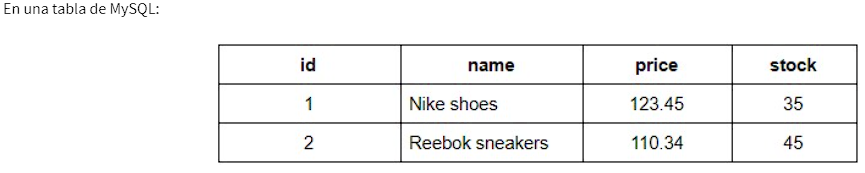 En una tabla de MySQL:
id name price stock
1 Nike shoes 123.45 35
2 Reebok sneakers 110.34 45